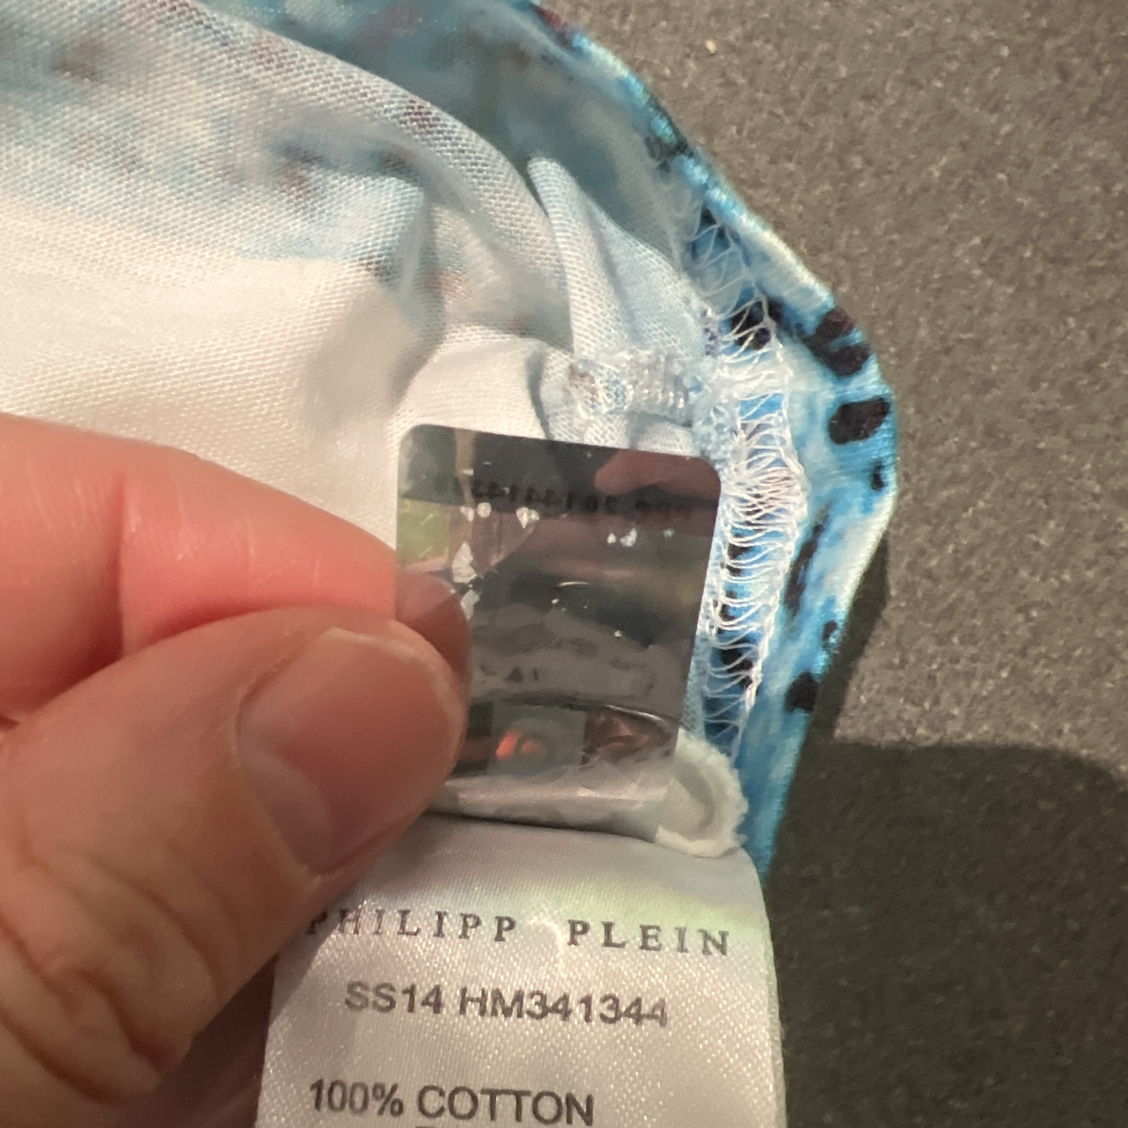 PHILIPP PLEIN
SS14 HM341344
100% COTTON